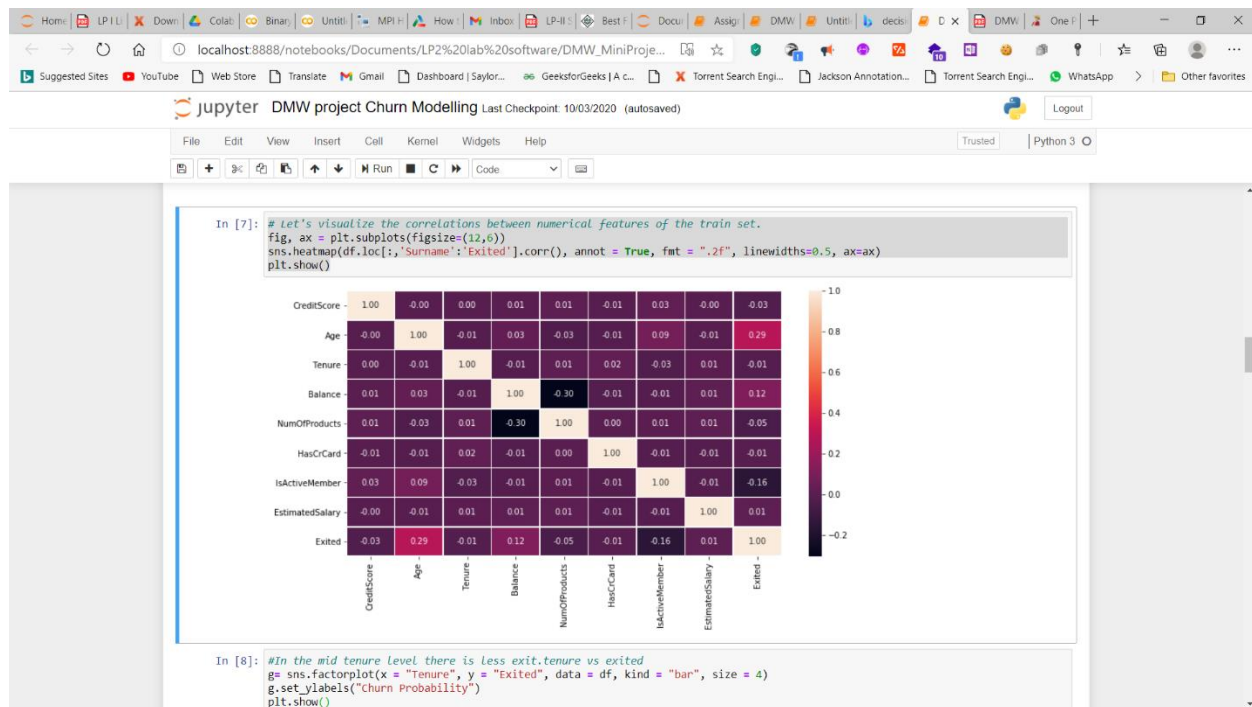 Home LP I LI Down Colab Binary Untitl MPI H How Inbox LP-II S Best F Docur Assig DMW Untitl decis D DMW One P
localhost:8888/notebooks/Documents/LP2%20lab%20software/DMW_MiniProje...
Suggested Sites YouTube Web Store Translate Gmail Dashboard | Saylor... GeeksforGeeks | A c... Torrent Search Engi... Jackson Annotation... Torrent Search Engi... WhatsApp Other favorites
jupyter DMW project Churn Modelling Last Checkpoint: 10/03/2020 (autosaved) Logout
File Edit View Insert Cell Kernel Widgets Help Trusted Python 3
Run Code
In [7]: # Let's visualize the correlations between numerical features of the train set.
fig, ax = plt.subplots(figsize=(12,6))
sns.heatmap(df.loc[:,'Surname':'Exited'].corr(), annot = True, fmt = ".2f", linewidths=0.5, ax=ax)
plt.show()
CreditScore 1.00 -0.00 0.00 0.01 0.01 -0.01 0.03 -0.00 -0.03
Age -0.00 1.00 -0.01 0.03 -0.03 -0.01 0.09 -0.01 0.29
Tenure 0.00 -0.01 1.00 -0.01 0.01 0.02 -0.03 0.01 -0.01
Balance 0.01 0.03 -0.01 1.00 -0.30 -0.01 -0.01 0.01 0.12
NumOfProducts 0.01 -0.03 0.01 -0.30 1.00 0.00 0.01 0.01 -0.05
HasCrCard -0.01 -0.01 0.02 -0.01 0.00 1.00 -0.01 -0.01 -0.01
IsActiveMember 0.03 0.09 -0.03 -0.01 0.01 -0.01 1.00 -0.01 -0.16
EstimatedSalary -0.00 -0.01 0.01 0.01 0.01 -0.01 -0.01 1.00 0.01
Exited -0.03 0.29 -0.01 0.12 -0.05 -0.01 -0.16 0.01 1.00
CreditScore Age Tenure Balance NumOfProducts HasCrCard IsActiveMember EstimatedSalary Exited
1.0
0.8
0.6
0.4
0.2
0.0
-0.2
In [8]: #In the mid tenure level there is less exit.tenure vs exited
g= sns.factorplot(x = "Tenure", y = "Exited", data = df, kind = "bar", size = 4)
g.set_ylabels("Churn Probability")
plt.show()